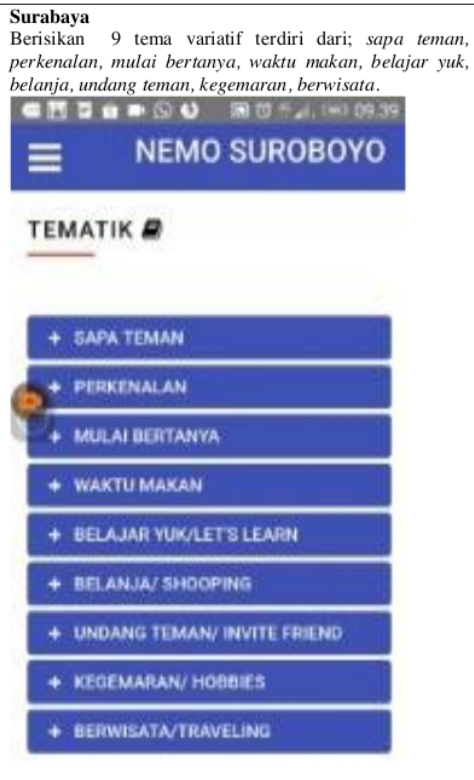 Surabaya
Berisikan 9 tema variatif terdiri dari; sapa teman,
perkenalan, mulai bertanya, waktu makan, belajar yuk,
belanja, undang teman, kegemaran, berwisata.
09.39
NEMO SUROBOYO
TEMATIK
+ SAPA TEMAN
+ PERKENALAN
+ MULAI BERTANYA
+ WAKTU MAKAN
+ BELAJAR YUK/LET'S LEARN
+ BELANJA/ SHOOPING
+ UNDANG TEMAN/ INVITE FRIEND
+ KEGEMARAN/ HOBBIES
+ BERWISATA/TRAVELING